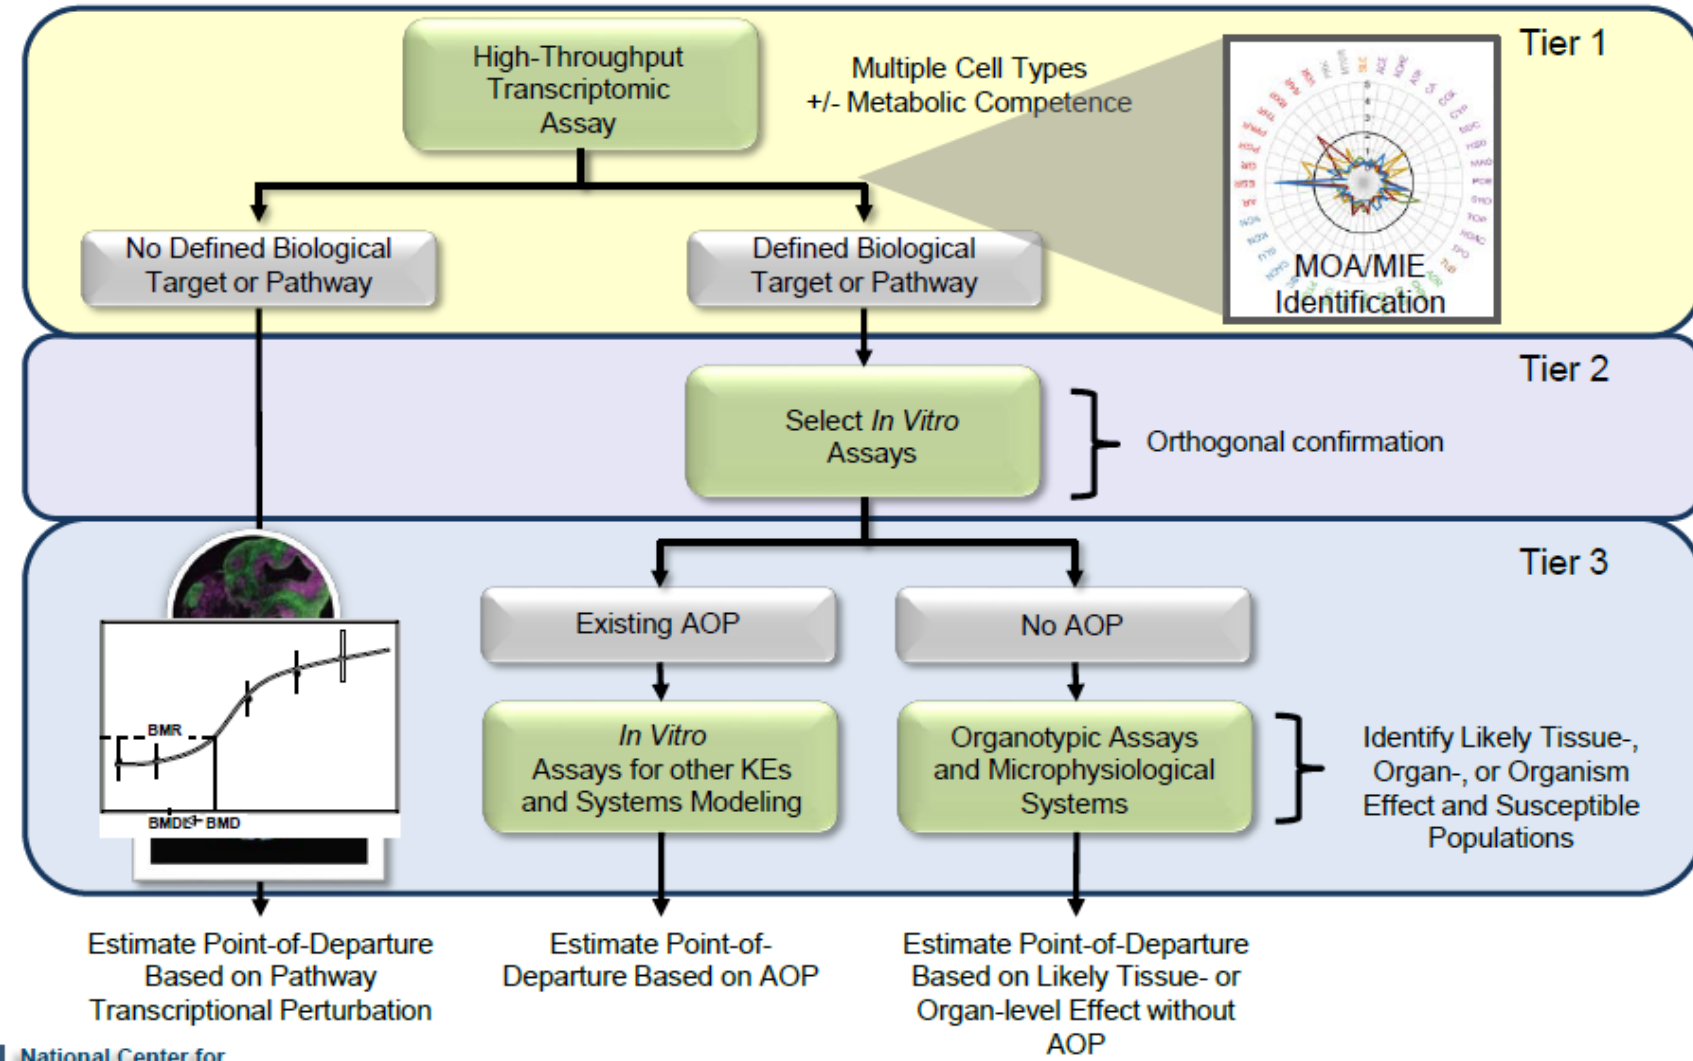 High-Throughput
Transcriptomic
Assay
Multiple Cell Types
+/- Metabolic Competence
Tier 1
No Defined Biological
Target or Pathway
Defined Biological
Target or Pathway
5
4
3
MOA/MIE
Identification
Tier 2
Select In Vitro
Assays
Orthogonal confirmation
Tier 3
Existing AOP
No AOP
BMR
BMDL BMD
In Vitro
Assays for other KEs
and Systems Modeling
Organotypic Assays
and Microphysiological
Systems
Identify Likely Tissue-,
Organ-, or Organism
Effect and Susceptible
Populations
Estimate Point-of-Departure
Based on Pathway
Transcriptional Perturbation
Estimate Point-of-
Departure Based on AOP
Estimate Point-of-Departure
Based on Likely Tissue- or
Organ-level Effect without
AOP
National Center for